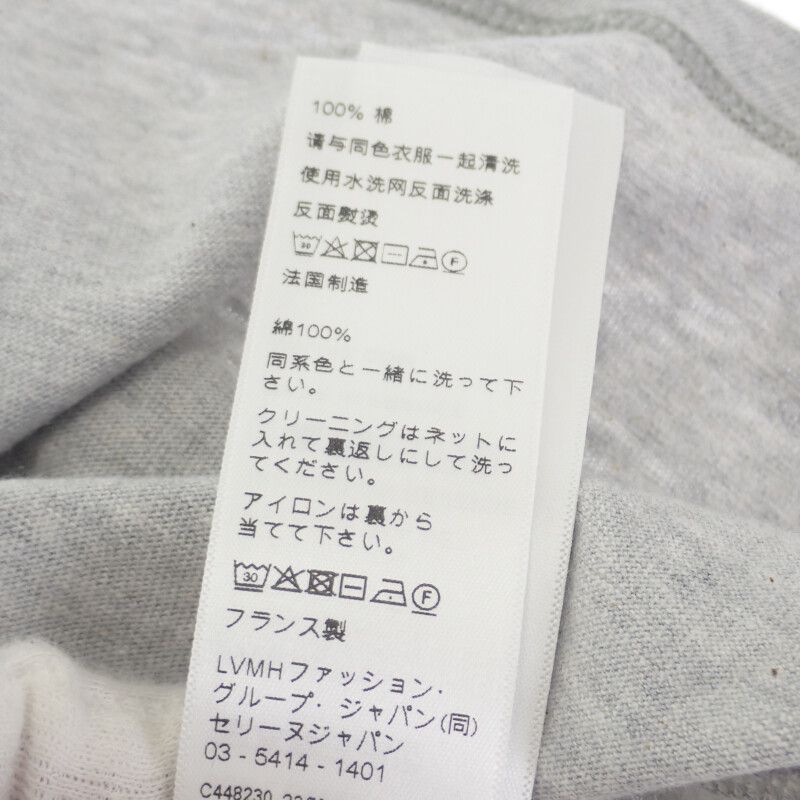 100% 棉
请与同色衣服一起清洗
使用水洗网反面洗涤
反面熨烫
30 F
法国制造
綿100%
同系色と一緒に洗って下
さい。
クリーニングはネットに
入れて裏返しにして洗っ
てください。
アイロンは裏から
当てて下さい。
30 F
フランス製
LVMHファッション・
グループ・ジャパン(同)
セリーヌジャパン
03 - 5414 - 1401
C448230